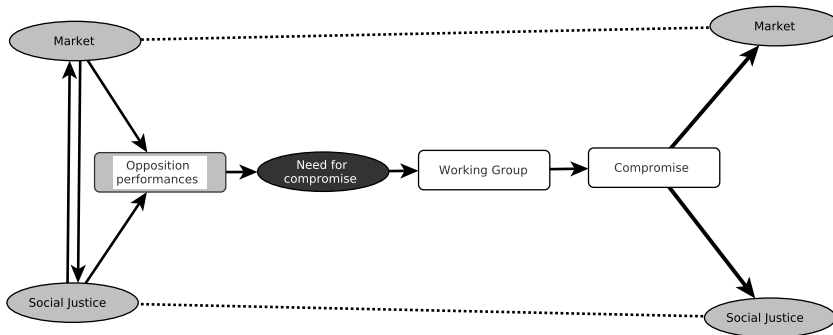 Market
Market
Opposition
performances
Need for
compromise
Working Group
Compromise
Social Justice
Social Justice